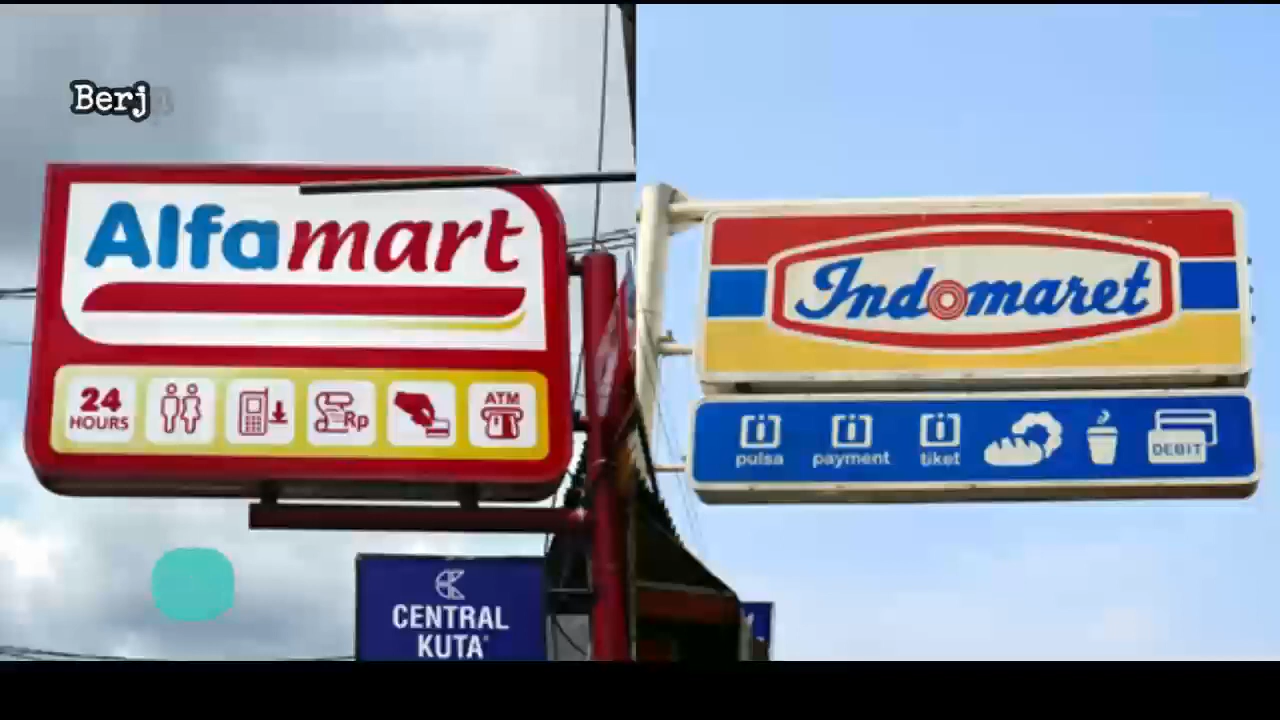 Berj
Alfamart
24
HOURS
Rp
ATM
CENTRAL
KUTA
Indomaret
pulsa
payment
tiket
DEBIT